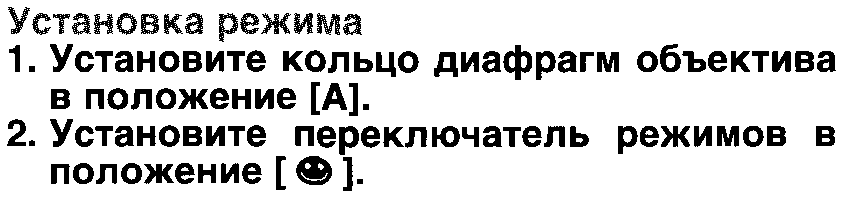 Установка режима
1. Установите кольцо диафрагм объектива
в положение [A].
2. Установите переключатель режимов в
положение [ ☻ ].